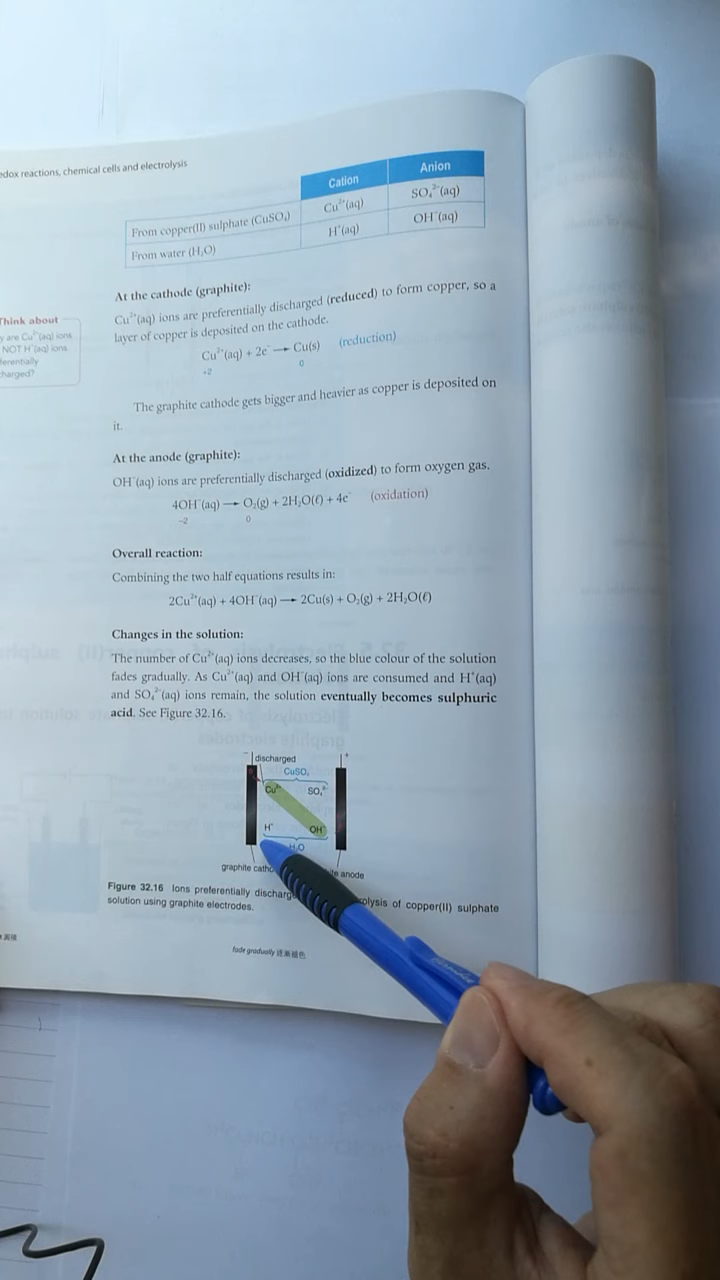 redox reactions, chemical cells and electrolysis
Cation Anion
From copper(II) sulphate (CuSO₄) Cu²⁺(aq) SO₄²⁻(aq)
From water (H₂O) H⁺(aq) OH⁻(aq)
At the cathode (graphite):
Cu²⁺(aq) ions are preferentially discharged (reduced) to form copper, so a
layer of copper is deposited on the cathode.
Cu²⁺(aq) + 2e⁻ → Cu(s) (reduction)
+2 0
The graphite cathode gets bigger and heavier as copper is deposited on
it.
Think about
are Cu²⁺(aq) ions
NOT H⁺(aq) ions
At the anode (graphite):
OH⁻(aq) ions are preferentially discharged (oxidized) to form oxygen gas.
4OH⁻(aq) → O₂(g) + 2H₂O(ℓ) + 4e⁻ (oxidation)
−2 0
Overall reaction:
Combining the two half equations results in:
2Cu²⁺(aq) + 4OH⁻(aq) → 2Cu(s) + O₂(g) + 2H₂O(ℓ)
Changes in the solution:
The number of Cu²⁺(aq) ions decreases, so the blue colour of the solution
fades gradually. As Cu²⁺(aq) and OH⁻(aq) ions are consumed and H⁺(aq)
and SO₄²⁻(aq) ions remain, the solution eventually becomes sulphuric
acid. See Figure 32.16.
− discharged +
CuSO₄
Cu²⁺ SO₄²⁻
H⁺ OH⁻
H₂O
graphite anode
Figure 32.16 Ions preferentially of copper(II) sulphate
solution using graphite electrodes.
fade gradually 逐漸褪色